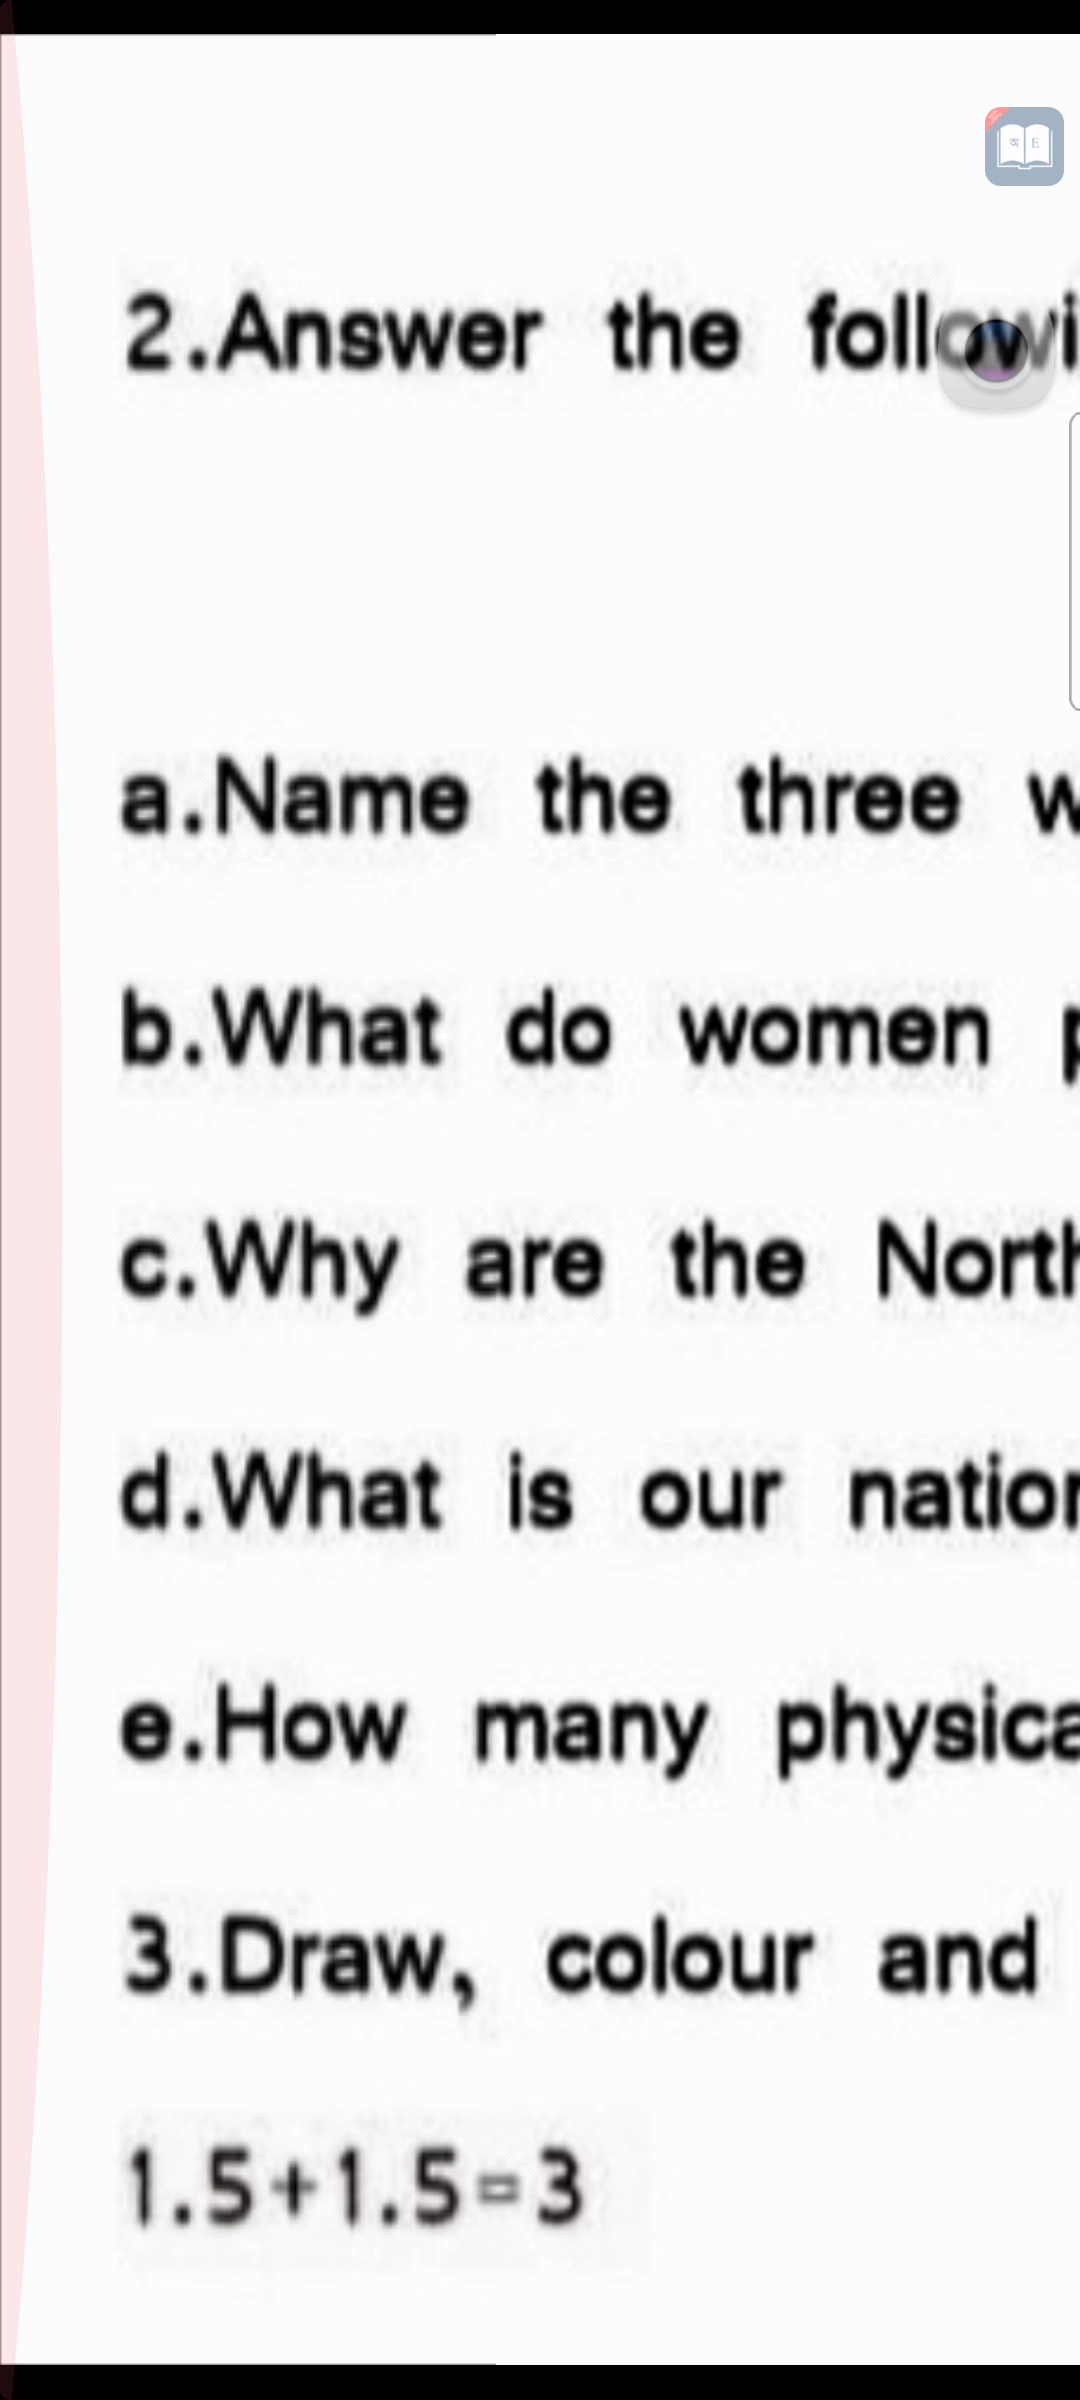 2.Answer the followi
a.Name the three w
b.What do women p
c.Why are the North
d.What is our nation
e.How many physica
3.Draw, colour and
1.5+1.5=3